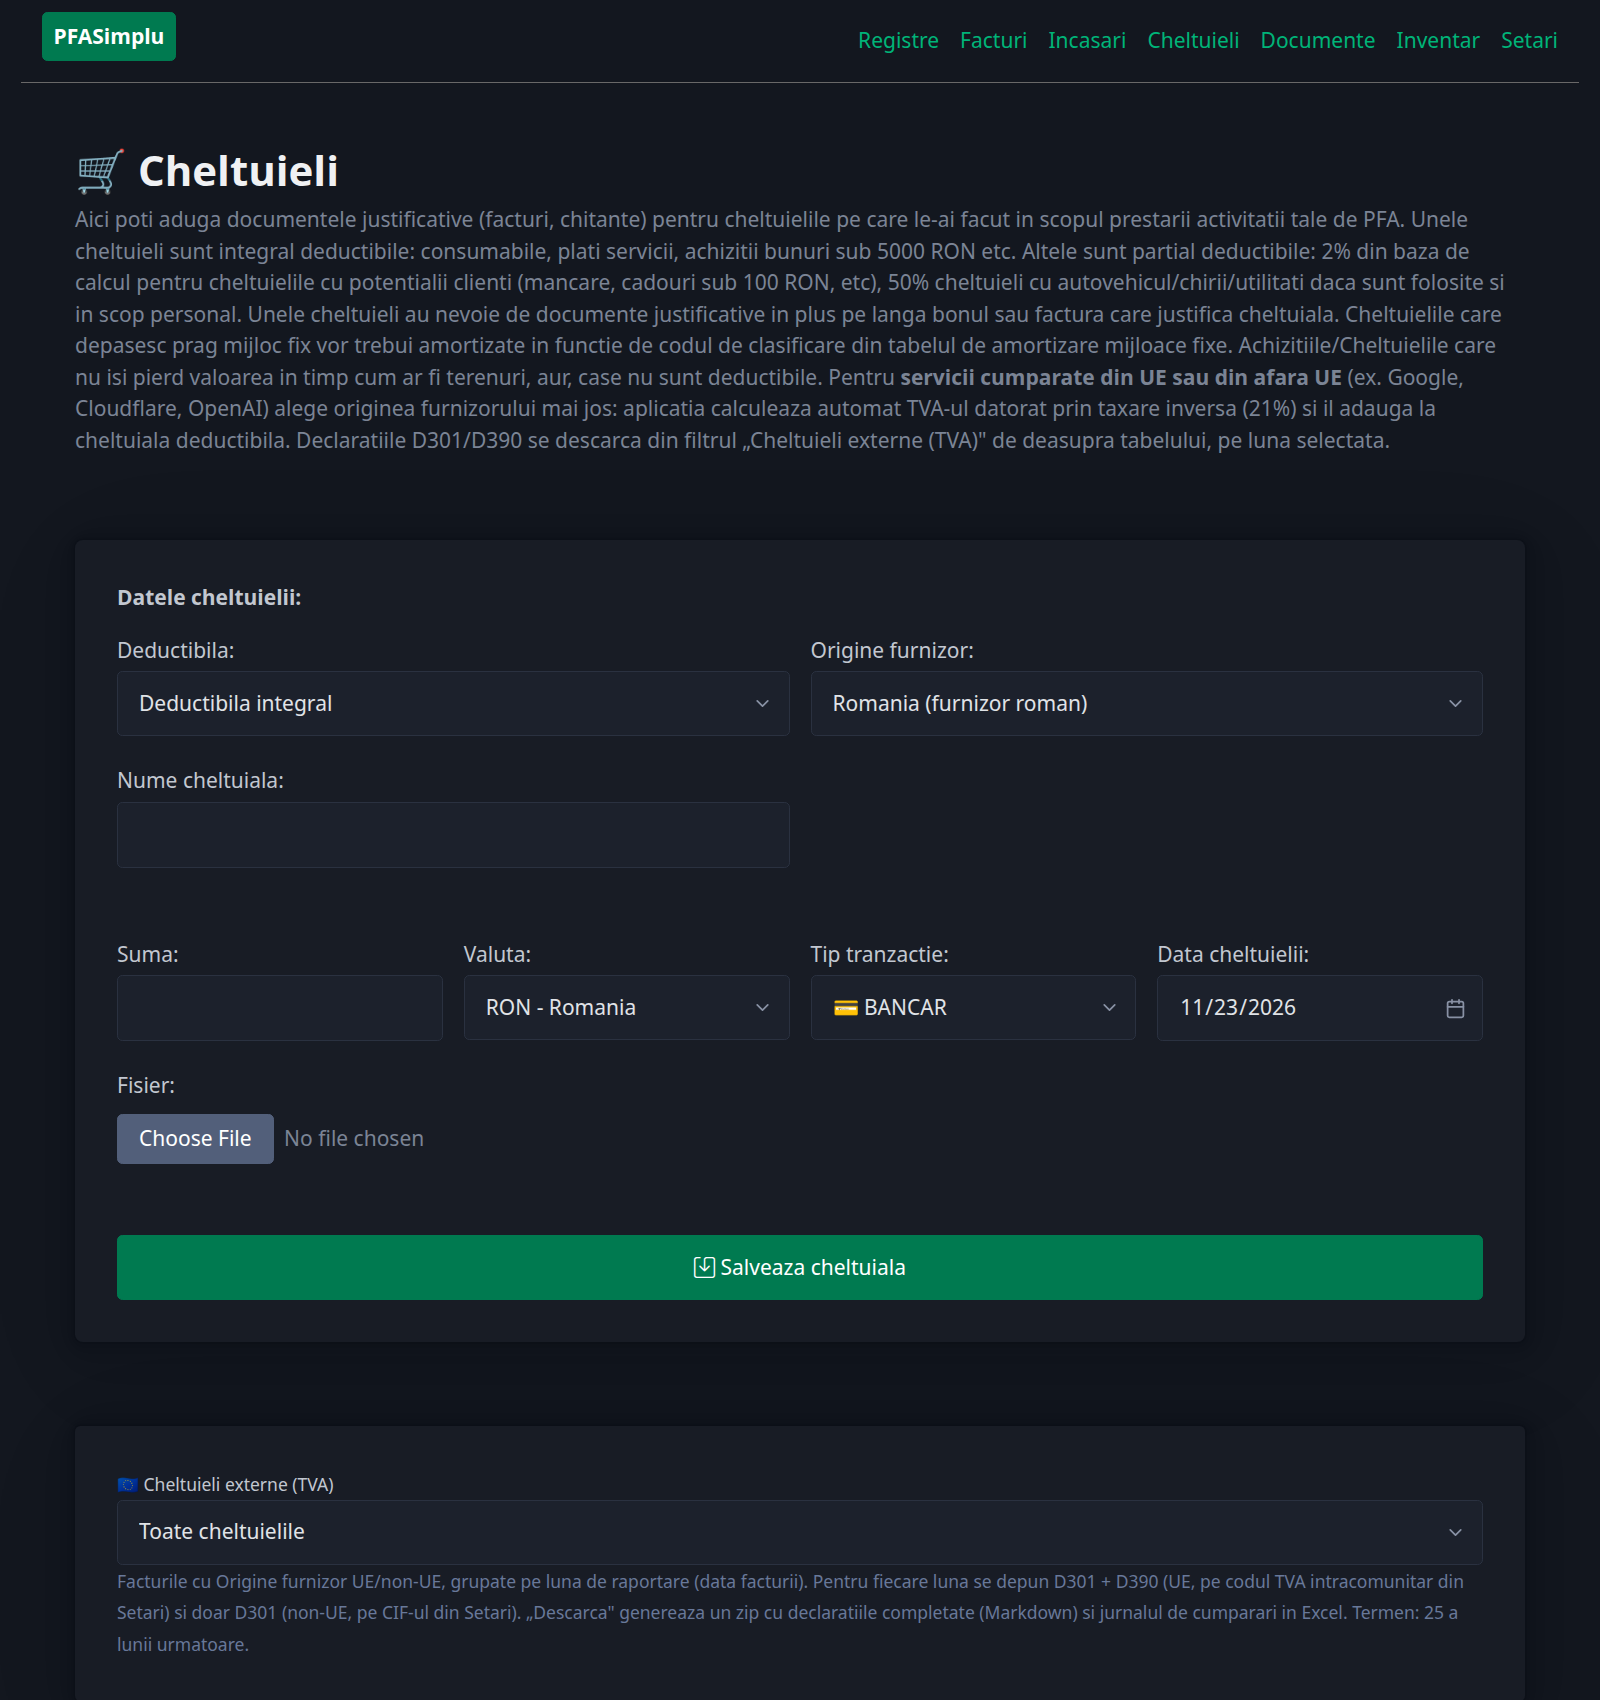 PFASimplu
Registre Facturi Incasari Cheltuieli Documente Inventar Setari
🛒 Cheltuieli
Aici poti aduga documentele justificative (facturi, chitante) pentru cheltuielile pe care le-ai facut in scopul prestarii activitatii tale de PFA. Unele
cheltuieli sunt integral deductibile: consumabile, plati servicii, achizitii bunuri sub 5000 RON etc. Altele sunt partial deductibile: 2% din baza de
calcul pentru cheltuielile cu potentialii clienti (mancare, cadouri sub 100 RON, etc), 50% cheltuieli cu autovehicul/chirii/utilitati daca sunt folosite si
in scop personal. Unele cheltuieli au nevoie de documente justificative in plus pe langa bonul sau factura care justifica cheltuiala. Cheltuielile care
depasesc prag mijloc fix vor trebui amortizate in functie de codul de clasificare din tabelul de amortizare mijloace fixe. Achizitiile/Cheltuielile care
nu isi pierd valoarea in timp cum ar fi terenuri, aur, case nu sunt deductibile. Pentru servicii cumparate din UE sau din afara UE (ex. Google,
Cloudflare, OpenAI) alege originea furnizorului mai jos: aplicatia calculeaza automat TVA-ul datorat prin taxare inversa (21%) si il adauga la
cheltuiala deductibila. Declaratiile D301/D390 se descarca din filtrul „Cheltuieli externe (TVA)" de deasupra tabelului, pe luna selectata.
Datele cheltuielii:
Deductibila: Origine furnizor:
Deductibila integral Romania (furnizor roman)
Nume cheltuiala:
Suma: Valuta: Tip tranzactie: Data cheltuielii:
RON - Romania 💳 BANCAR 11/23/2026
Fisier:
Choose File No file chosen
Salveaza cheltuiala
🇪🇺 Cheltuieli externe (TVA)
Toate cheltuielile
Facturile cu Origine furnizor UE/non-UE, grupate pe luna de raportare (data facturii). Pentru fiecare luna se depun D301 + D390 (UE, pe codul TVA intracomunitar din
Setari) si doar D301 (non-UE, pe CIF-ul din Setari). „Descarca" genereaza un zip cu declaratiile completate (Markdown) si jurnalul de cumparari in Excel. Termen: 25 a
lunii urmatoare.